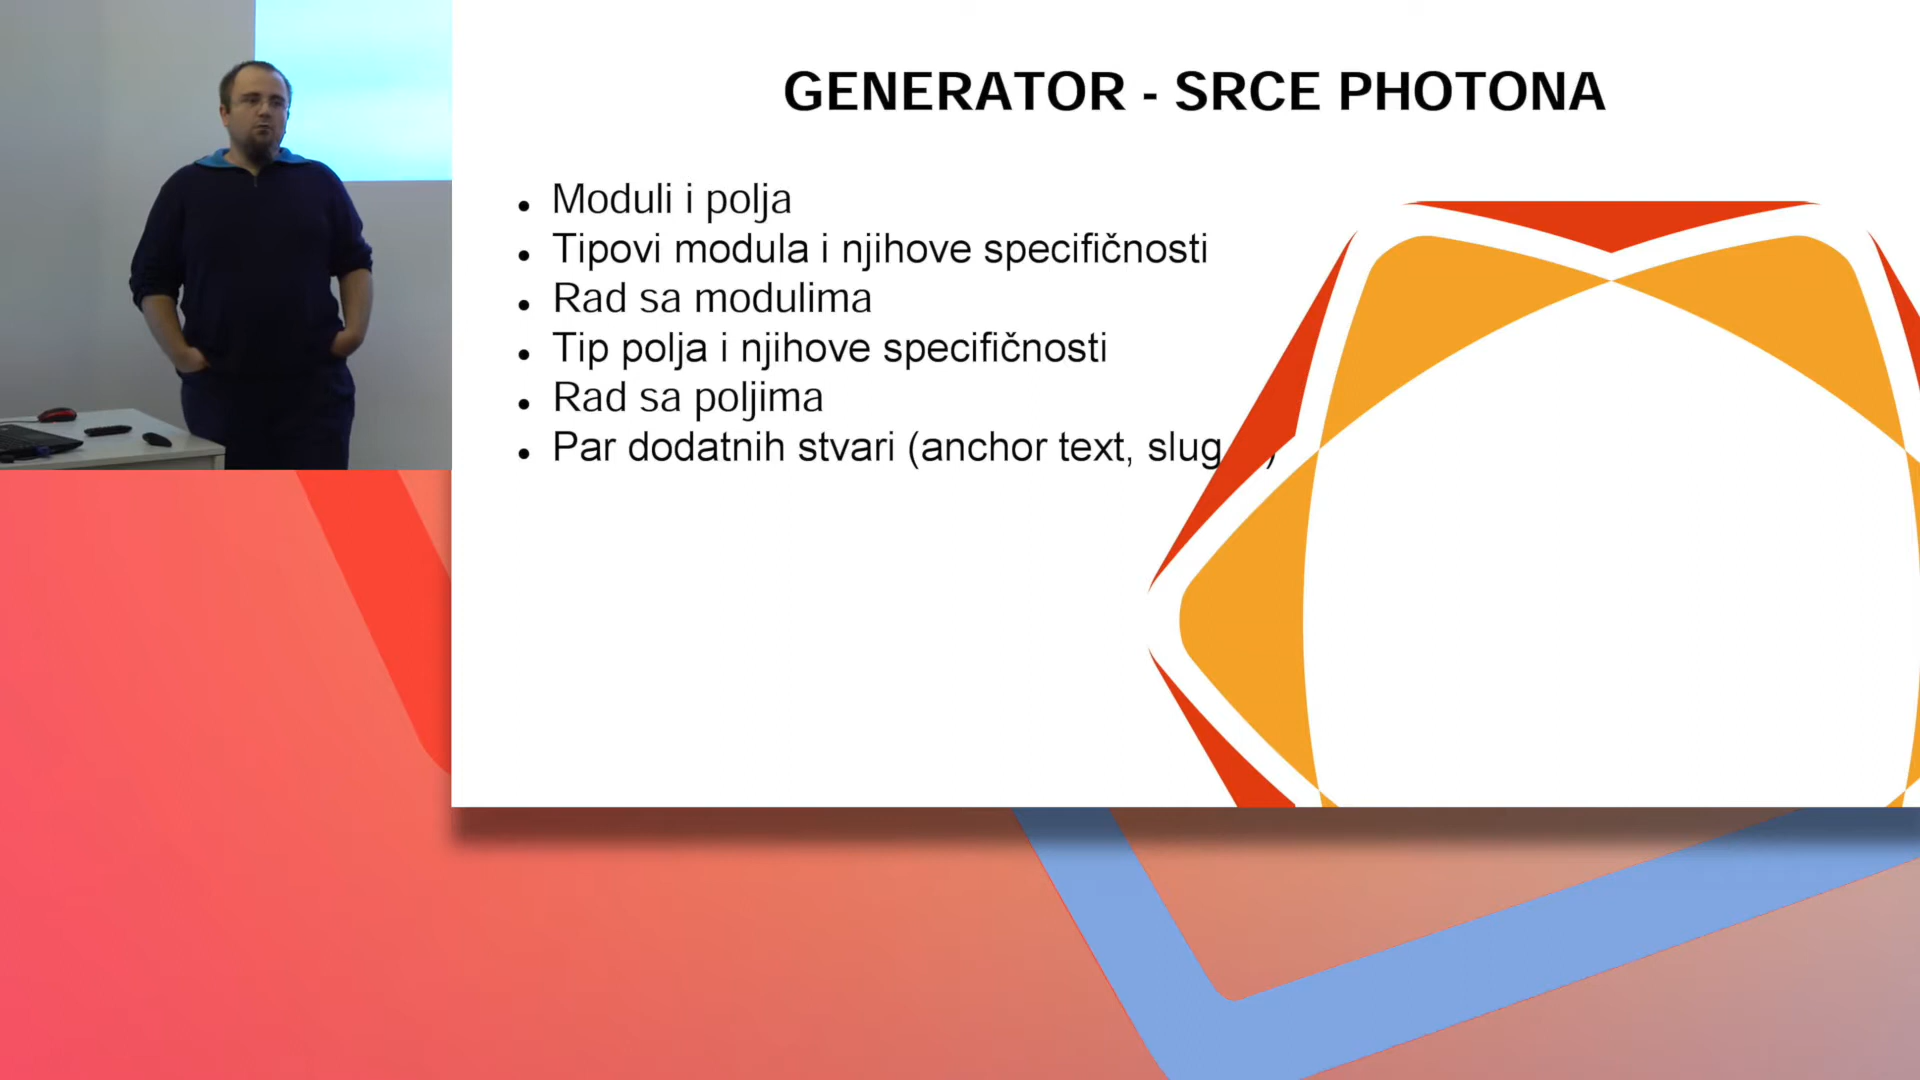 GENERATOR - SRCE PHOTONA
Moduli i polja
Tipovi modula i njihove specifičnosti
Rad sa modulima
Tip polja i njihove specifičnosti
Rad sa poljima
Par dodatnih stvari (anchor text, slug )